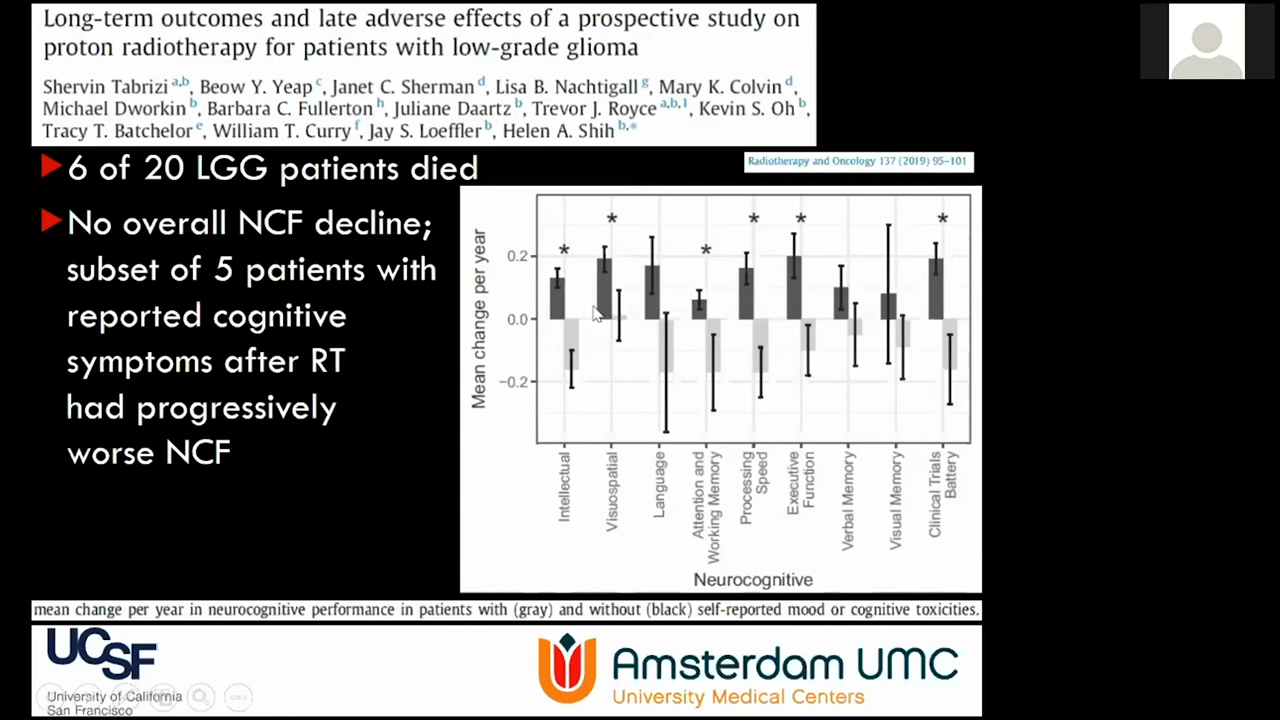 Long-term outcomes and late adverse effects of a prospective study on
proton radiotherapy for patients with low-grade glioma
Shervin Tabrizi a,b, Beow Y. Yeap c, Janet C. Sherman d, Lisa B. Nachtigall g, Mary K. Colvin d,
Michael Dworkin b, Barbara C. Fullerton h, Juliane Daartz b, Trevor J. Royce a,b,1, Kevin S. Oh b,
Tracy T. Batchelor e, William T. Curry f, Jay S. Loeffler b, Helen A. Shih b,*
Radiotherapy and Oncology 137 (2019) 95–101
6 of 20 LGG patients died
No overall NCF decline;
subset of 5 patients with
reported cognitive
symptoms after RT
had progressively
worse NCF
Mean change per year
0.2
0.0
−0.2
* * * * * *
Intellectual
Visuospatial
Language
Attention and
Working Memory
Processing
Speed
Executive
Function
Verbal Memory
Visual Memory
Clinical Trials
Battery
Neurocognitive
mean change per year in neurocognitive performance in patients with (gray) and without (black) self-reported mood or cognitive toxicities.
UCSF
University of California
San Francisco
Amsterdam UMC
University Medical Centers